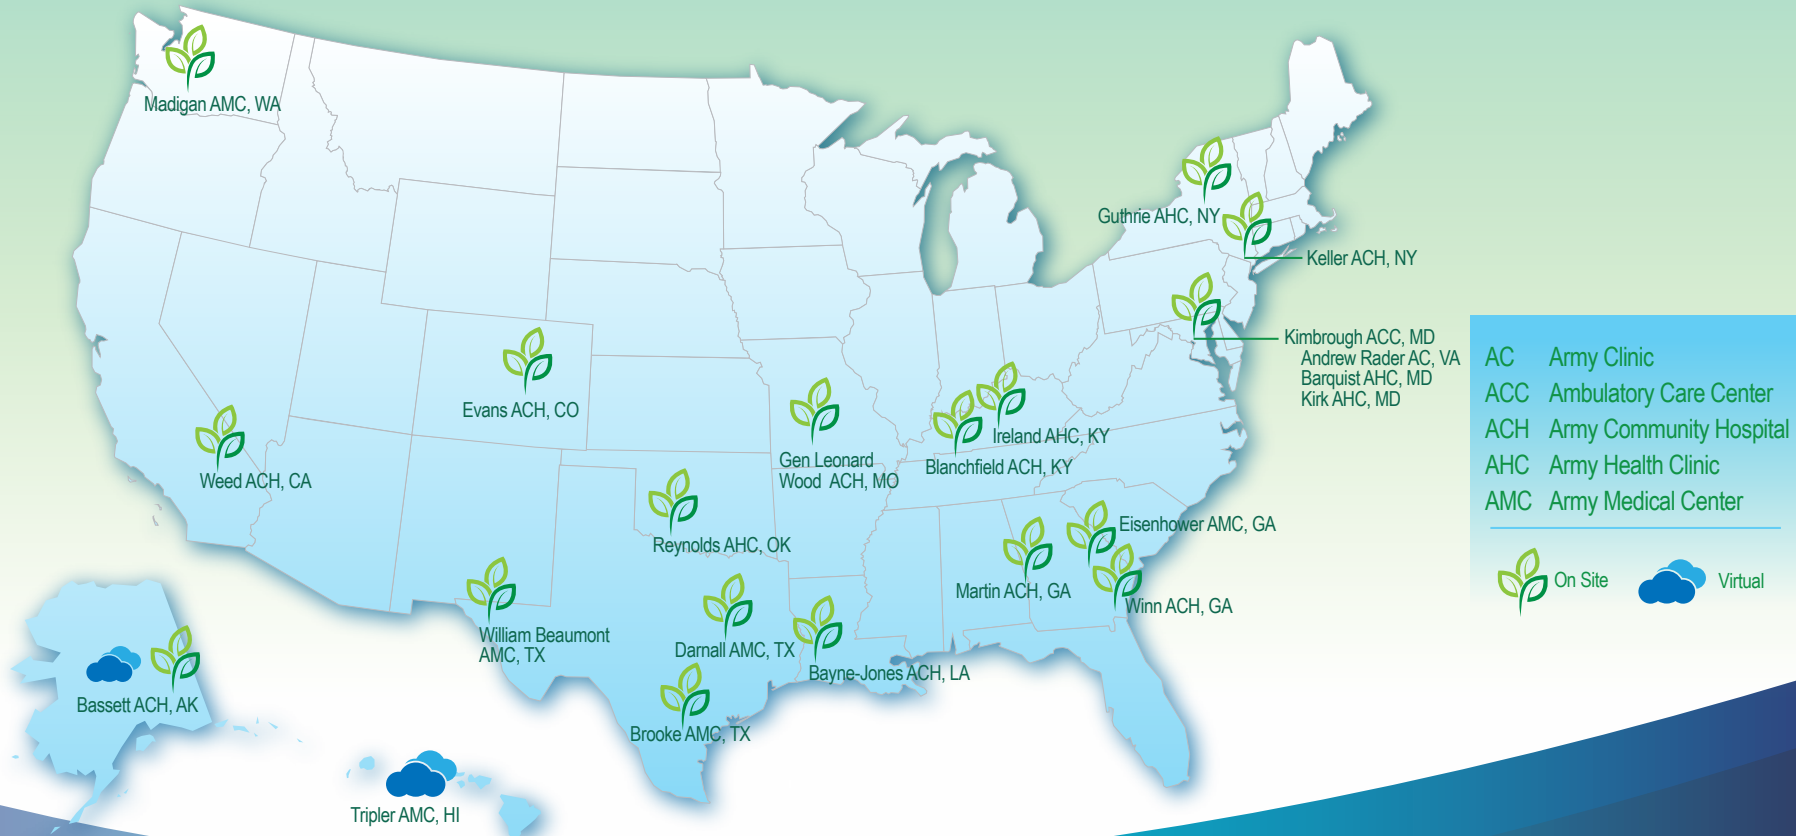 Madigan AMC, WA
Guthrie AHC, NY
Keller ACH, NY
Kimbrough ACC, MD
Andrew Rader AC, VA
Barquist AHC, MD
Kirk AHC, MD
Evans ACH, CO
Weed ACH, CA
Gen Leonard
Wood ACH, MO
Ireland AHC, KY
Blanchfield ACH, KY
Reynolds AHC, OK
Eisenhower AMC, GA
Martin ACH, GA
Winn ACH, GA
William Beaumont
AMC, TX
Darnall AMC, TX
Bayne-Jones ACH, LA
Brooke AMC, TX
Bassett ACH, AK
Tripler AMC, HI
AC Army Clinic
ACC Ambulatory Care Center
ACH Army Community Hospital
AHC Army Health Clinic
AMC Army Medical Center
On Site
Virtual